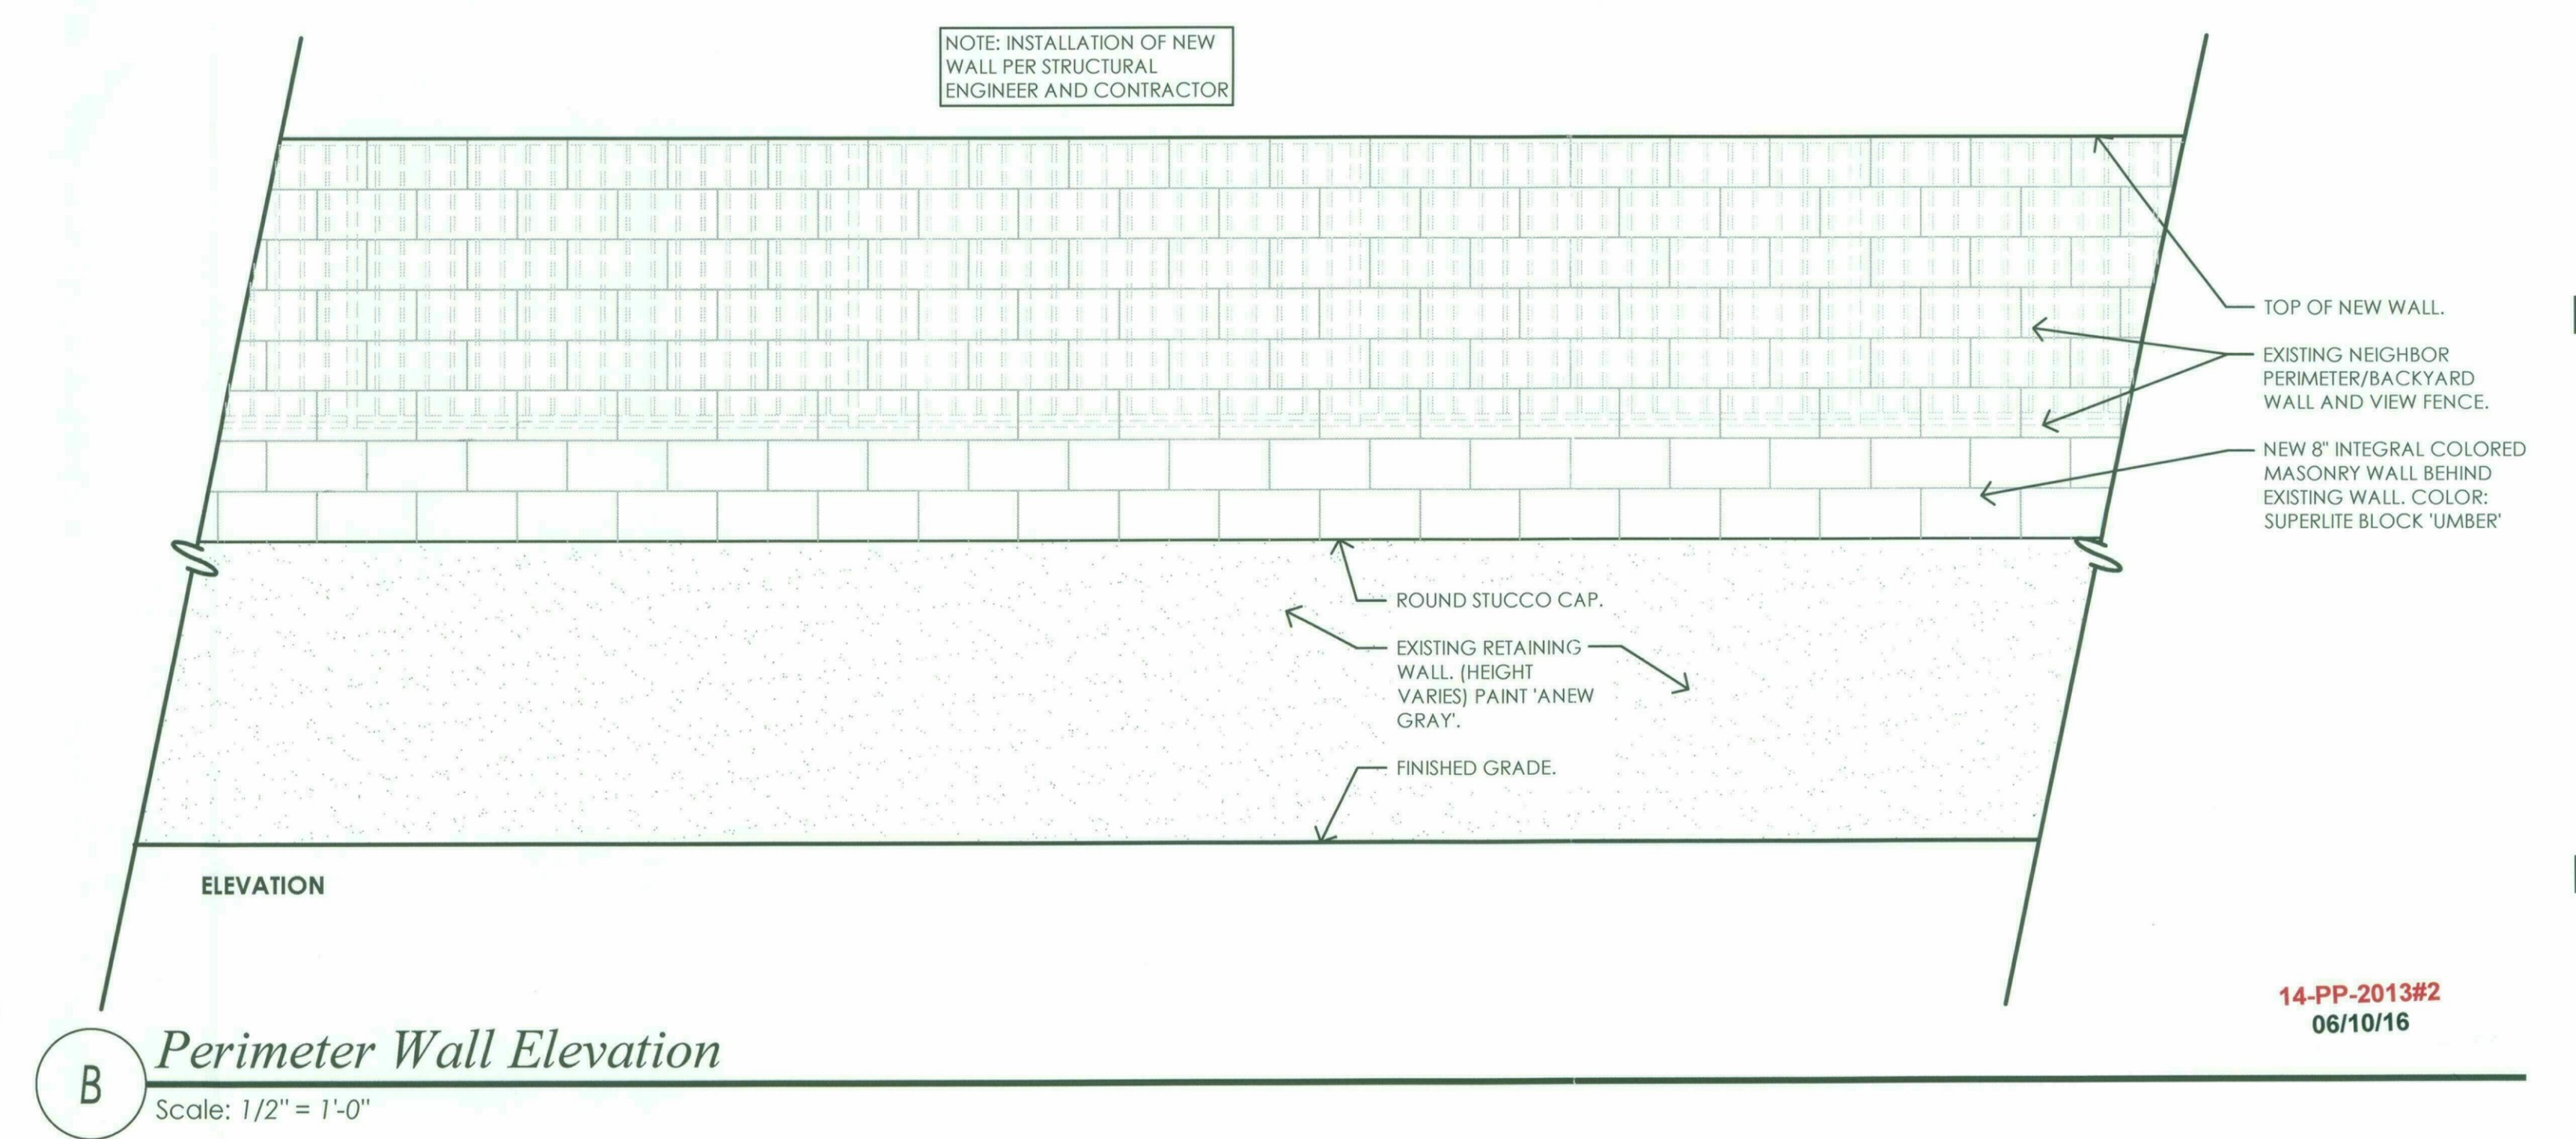 NOTE: INSTALLATION OF NEW
WALL PER STRUCTURAL
ENGINEER AND CONTRACTOR
TOP OF NEW WALL.
EXISTING NEIGHBOR
PERIMETER/BACKYARD
WALL AND VIEW FENCE.
NEW 8" INTEGRAL COLORED
MASONRY WALL BEHIND
EXISTING WALL. COLOR:
SUPERLITE BLOCK 'UMBER'
ROUND STUCCO CAP.
EXISTING RETAINING
WALL. (HEIGHT
VARIES) PAINT 'ANEW
GRAY'.
FINISHED GRADE.
ELEVATION
14-PP-2013#2
06/10/16
B
Perimeter Wall Elevation
Scale: 1/2" = 1'-0"